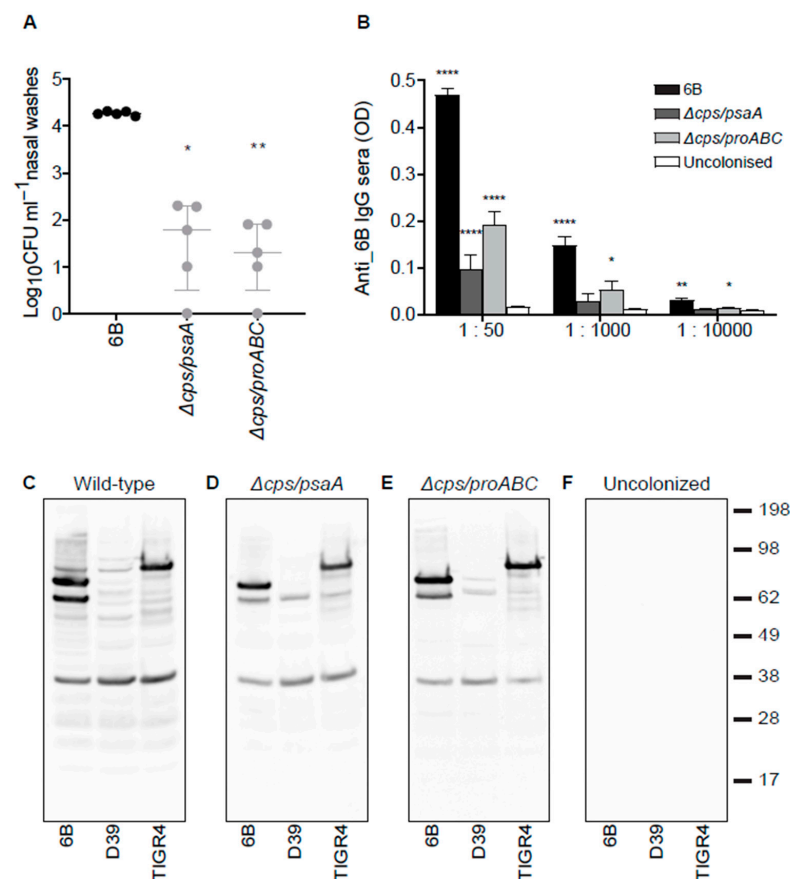 A
Log10CFU ml−1nasal washes
5
4
3
2
1
0
* **
6B
Δcps/psaA
Δcps/proABC
B
Anti_6B IgG sera (OD)
0.5
0.4
0.3
0.2
0.1
0.0
**** **** ****
**** *
** *
1 : 50 1 : 1000 1 : 10000
6B
Δcps/psaA
Δcps/proABC
Uncolonised
C Wild-type
6B D39 TIGR4
D Δcps/psaA
6B D39 TIGR4
E Δcps/proABC
6B D39 TIGR4
F Uncolonized
6B D39 TIGR4
198
98
62
49
38
28
17